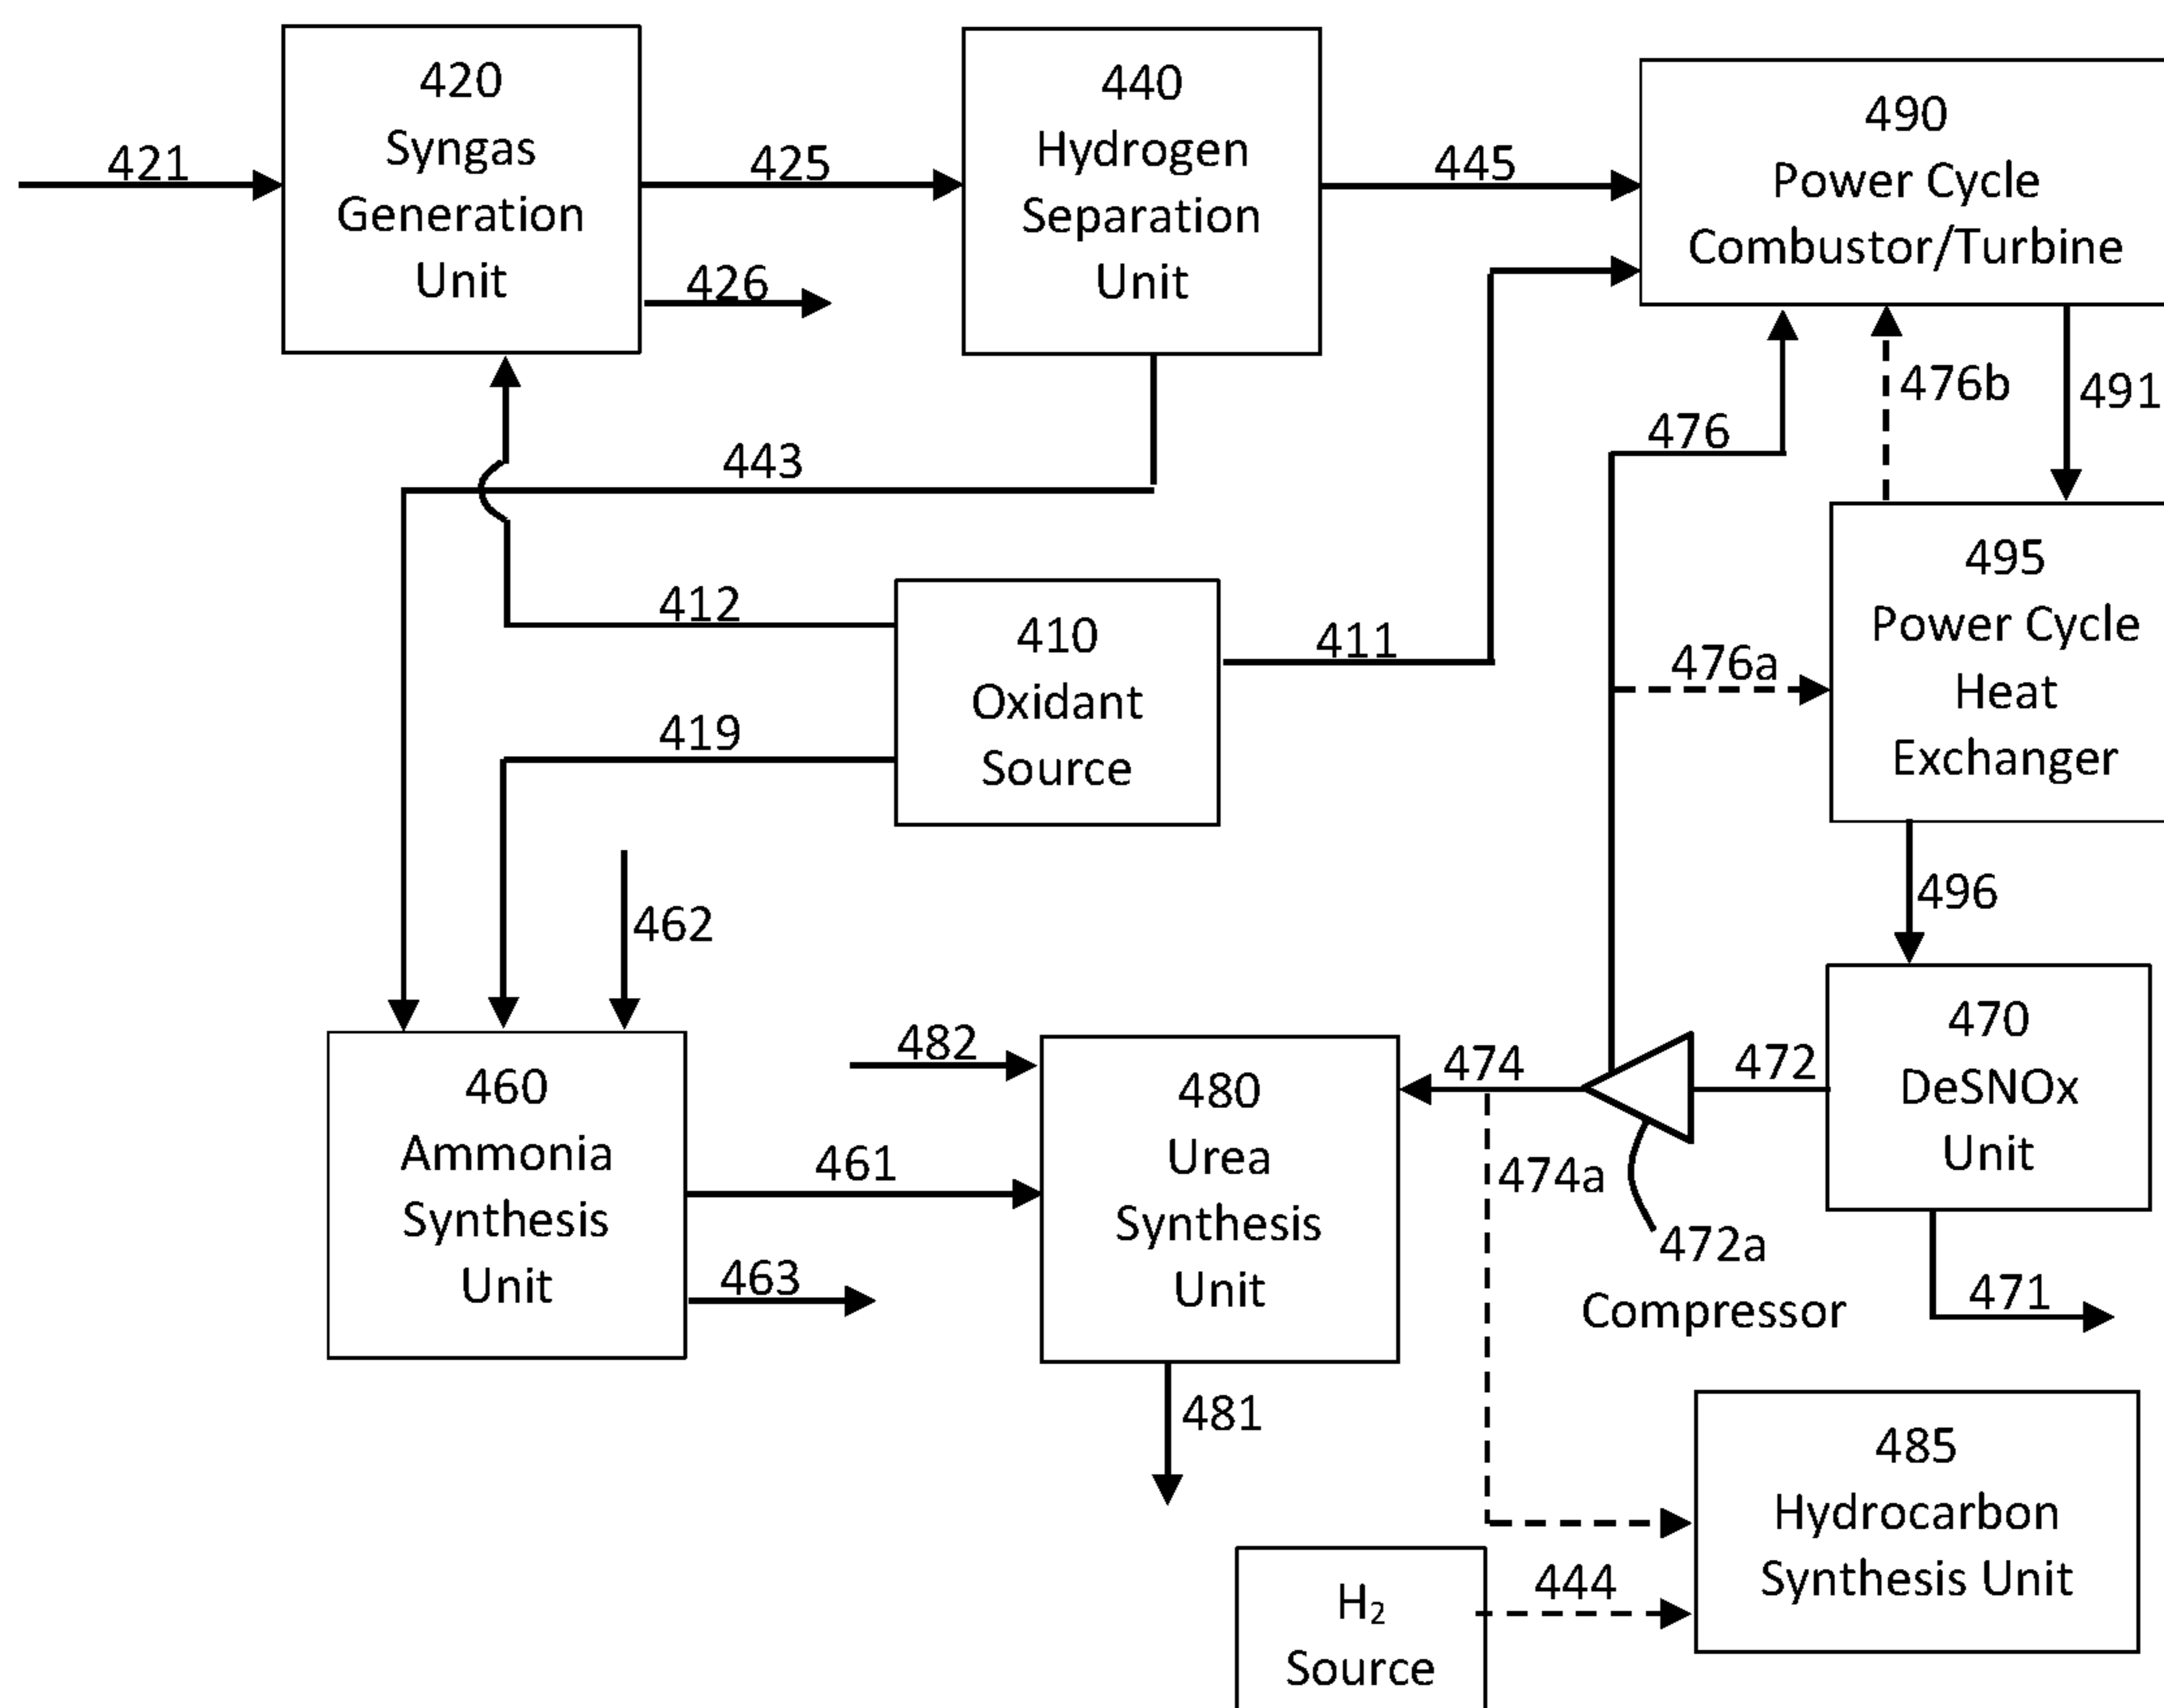 420
Syngas
Generation
Unit
440
Hydrogen
Separation
Unit
490
Power Cycle
Combustor/Turbine
421
425
445
426
476b
491
476
443
495
Power Cycle
Heat
Exchanger
412
410
Oxidant
Source
411
476a
419
462
496
482
474
472
470
DeSNOx
Unit
460
Ammonia
Synthesis
Unit
480
Urea
Synthesis
Unit
461
474a
472a
Compressor
463
471
481
485
Hydrocarbon
Synthesis Unit
444
H₂
Source